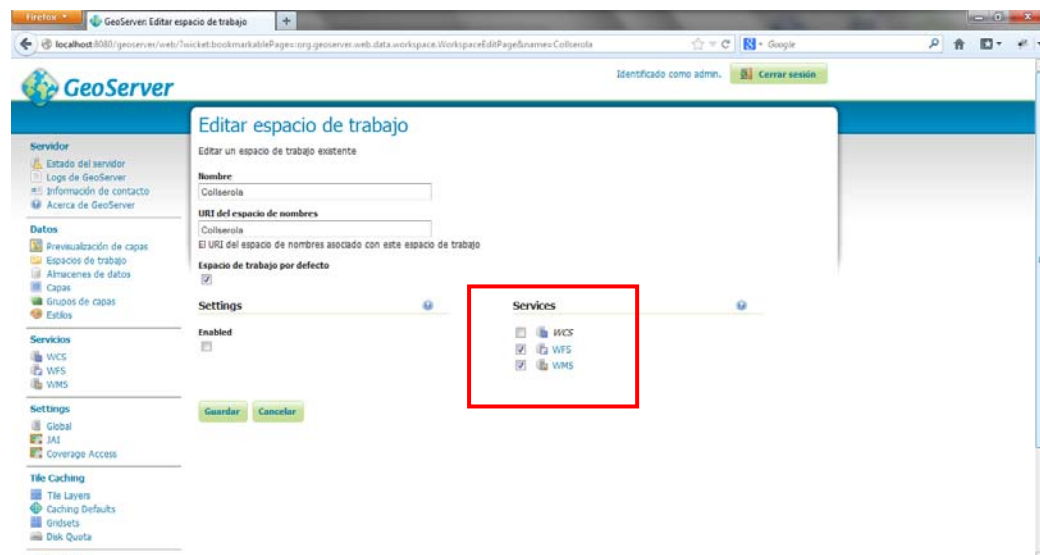 Firefox
GeoServer: Editar espacio de trabajo
localhost:8080/geoserver/web/?wicket:bookmarkablePage=:org.geoserver.web.data.workspace.WorkspaceEditPage&name=Collserola
Google
GeoServer
Identificado como admin.
Cerrar sesión
Servidor
Estado del servidor
Logs de GeoServer
Información de contacto
Acerca de GeoServer
Datos
Previsualización de capas
Espacios de trabajo
Almacenes de datos
Capas
Grupos de capas
Estilos
Servicios
WCS
WFS
WMS
Settings
Global
JAI
Coverage Access
Tile Caching
Tile Layers
Caching Defaults
Gridsets
Disk Quota
Editar espacio de trabajo
Editar un espacio de trabajo existente
Nombre
Collserola
URI del espacio de nombres
Collserola
El URI del espacio de nombres asociado con este espacio de trabajo
Espacio de trabajo por defecto
Settings
Enabled
Services
WCS
WFS
WMS
Guardar
Cancelar